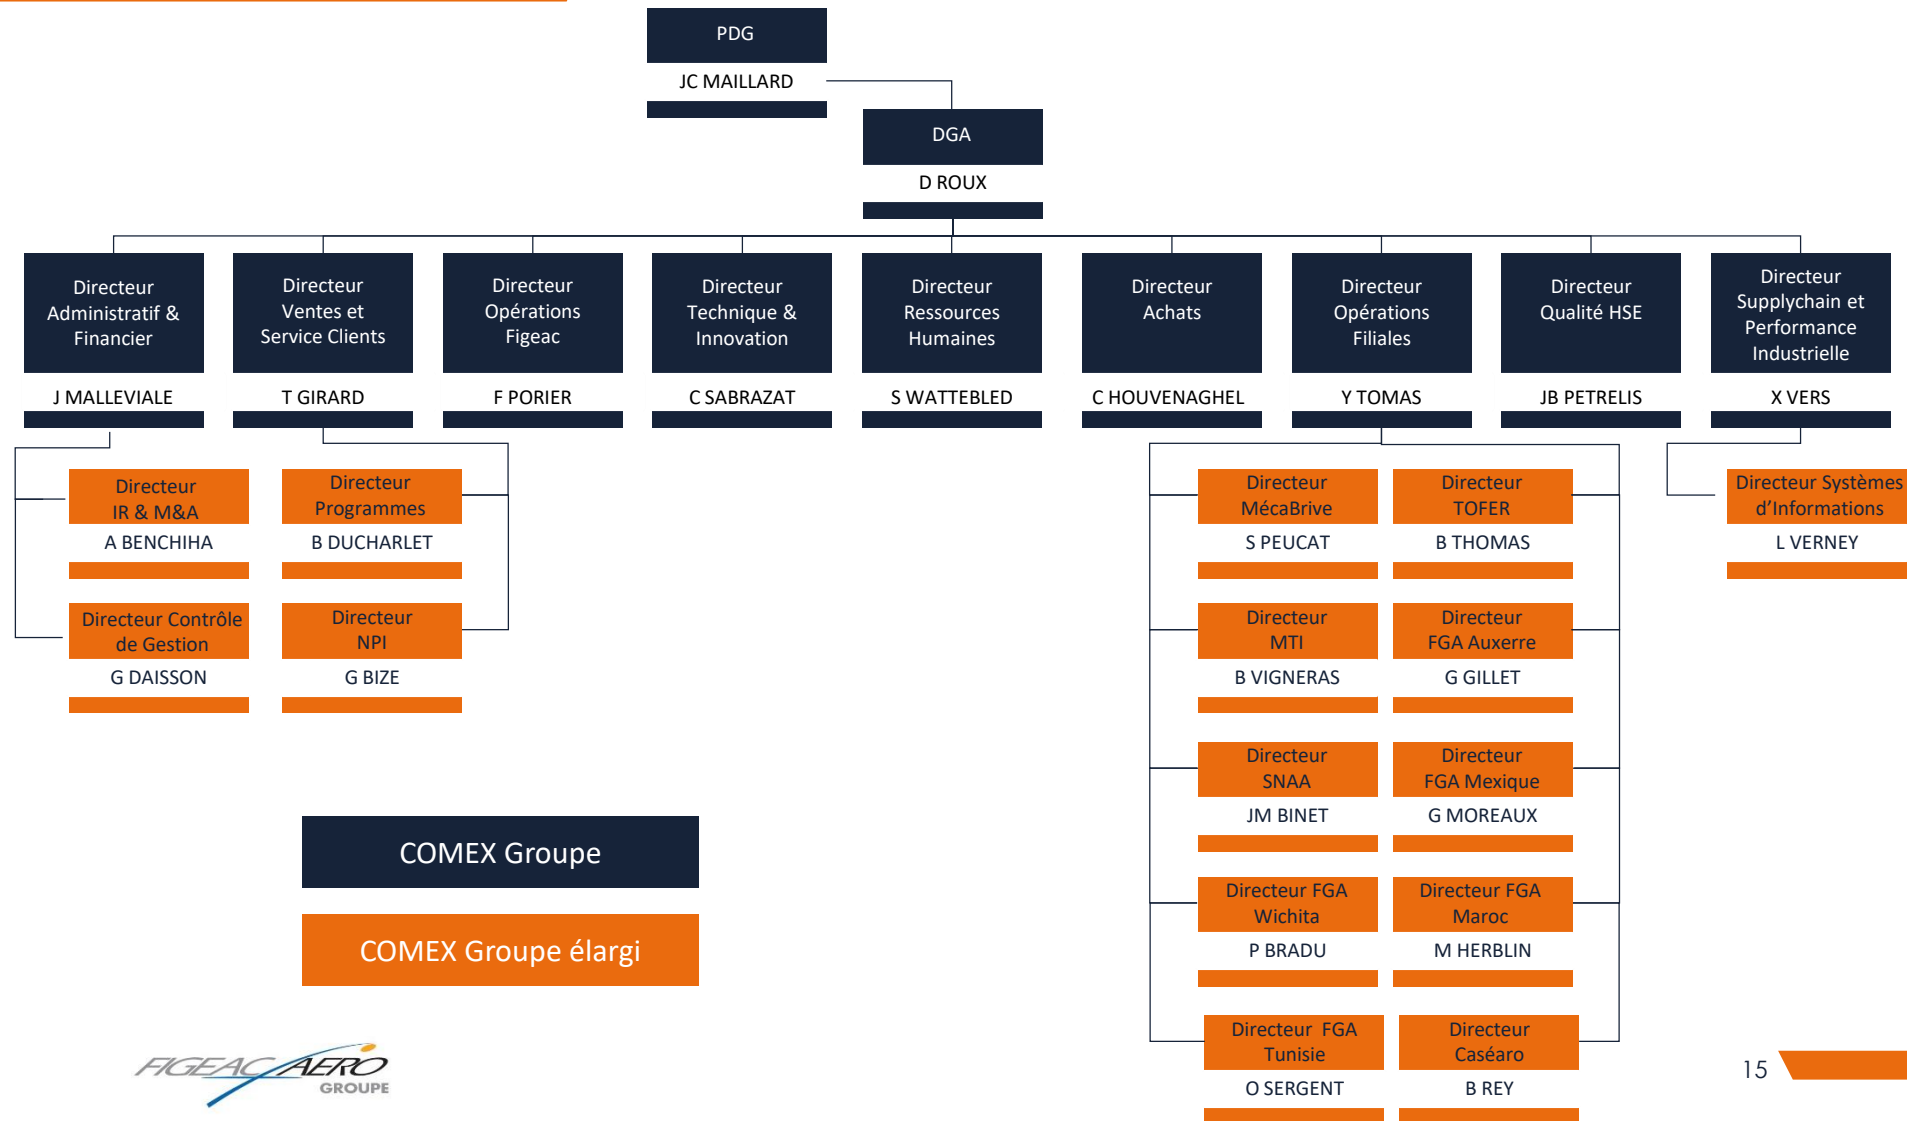 PDG
JC MAILLARD
DGA
D ROUX
Directeur
Administratif &
Financier
J MALLEVIALE
Directeur
Ventes et
Service Clients
T GIRARD
Directeur
Opérations
Figeac
F PORIER
Directeur
Technique &
Innovation
C SABRAZAT
Directeur
Ressources
Humaines
S WATTEBLED
Directeur
Achats
C HOUVENAGHEL
Directeur
Opérations
Filiales
Y TOMAS
Directeur
Qualité HSE
JB PETRELIS
Directeur
Supplychain et
Performance
Industrielle
X VERS
Directeur
IR & M&A
A BENCHIHA
Directeur
Programmes
B DUCHARLET
Directeur
MécaBrive
S PEUCAT
Directeur
TOFER
B THOMAS
Directeur Systèmes
d'Informations
L VERNEY
Directeur Contrôle
de Gestion
G DAISSON
Directeur
NPI
G BIZE
Directeur
MTI
B VIGNERAS
Directeur
FGA Auxerre
G GILLET
Directeur
SNAA
JM BINET
Directeur
FGA Mexique
G MOREAUX
COMEX Groupe
Directeur FGA
Wichita
P BRADU
Directeur FGA
Maroc
M HERBLIN
COMEX Groupe élargi
Directeur FGA
Tunisie
O SERGENT
Directeur
Caséaro
B REY
FIGEAC AERO
GROUPE
15